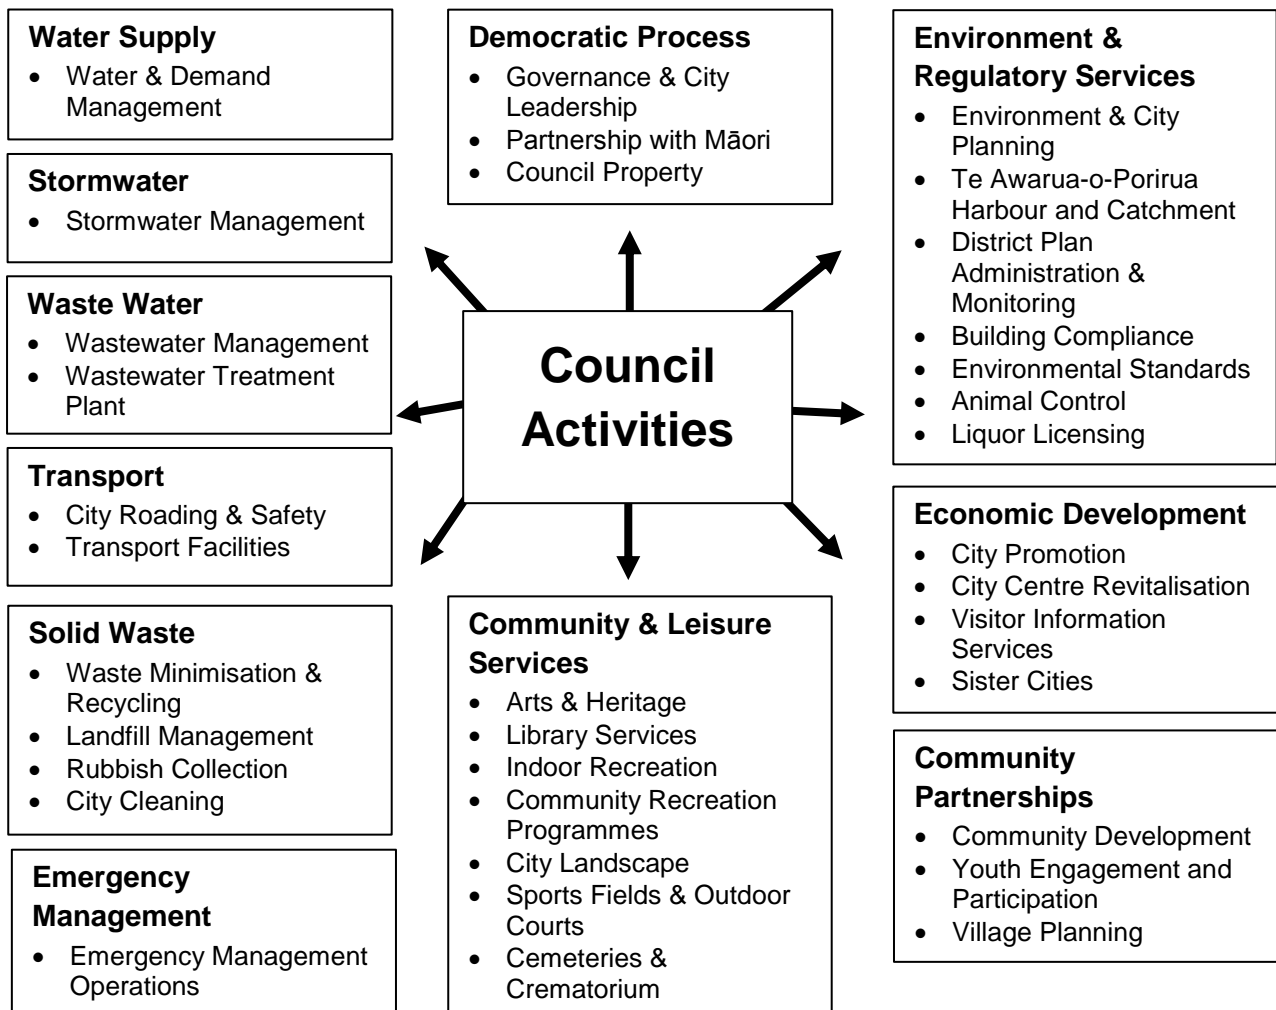 Water Supply
• Water & Demand
Management
Stormwater
• Stormwater Management
Waste Water
• Wastewater Management
• Wastewater Treatment
Plant
Transport
• City Roading & Safety
• Transport Facilities
Solid Waste
• Waste Minimisation &
Recycling
• Landfill Management
• Rubbish Collection
• City Cleaning
Emergency
Management
• Emergency Management
Operations
Democratic Process
• Governance & City
Leadership
• Partnership with Māori
• Council Property
Council
Activities
Community & Leisure
Services
• Arts & Heritage
• Library Services
• Indoor Recreation
• Community Recreation
Programmes
• City Landscape
• Sports Fields & Outdoor
Courts
• Cemeteries &
Crematorium
Environment &
Regulatory Services
• Environment & City
Planning
• Te Awarua-o-Porirua
Harbour and Catchment
• District Plan
Administration &
Monitoring
• Building Compliance
• Environmental Standards
• Animal Control
• Liquor Licensing
Economic Development
• City Promotion
• City Centre Revitalisation
• Visitor Information
Services
• Sister Cities
Community
Partnerships
• Community Development
• Youth Engagement and
Participation
• Village Planning